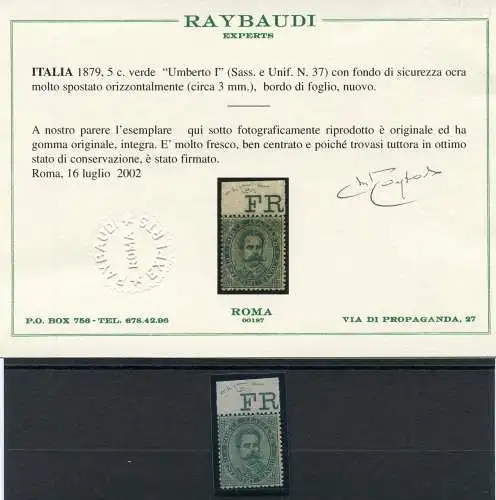 RAYBAUDI
EXPERTS
ITALIA 1879, 5 c. verde “Umberto I” (Sass. e Unif. N. 37) con fondo di sicurezza ocra
molto spostato orizzontalmente (circa 3 mm.), bordo di foglio, nuovo.
A nostro parere l'esemplare qui sotto fotograficamente riprodotto è originale ed ha
gomma originale, integra. E' molto fresco, ben centrato e poiché trovasi tuttora in ottimo
stato di conservazione, è stato firmato.
Roma, 16 luglio 2002
FR
RAYBAUDI
EXPERTS
ROMA
P.O. BOX 756 - TEL. 678.42.96
ROMA
00187
VIA DI PROPAGANDA, 27
FR